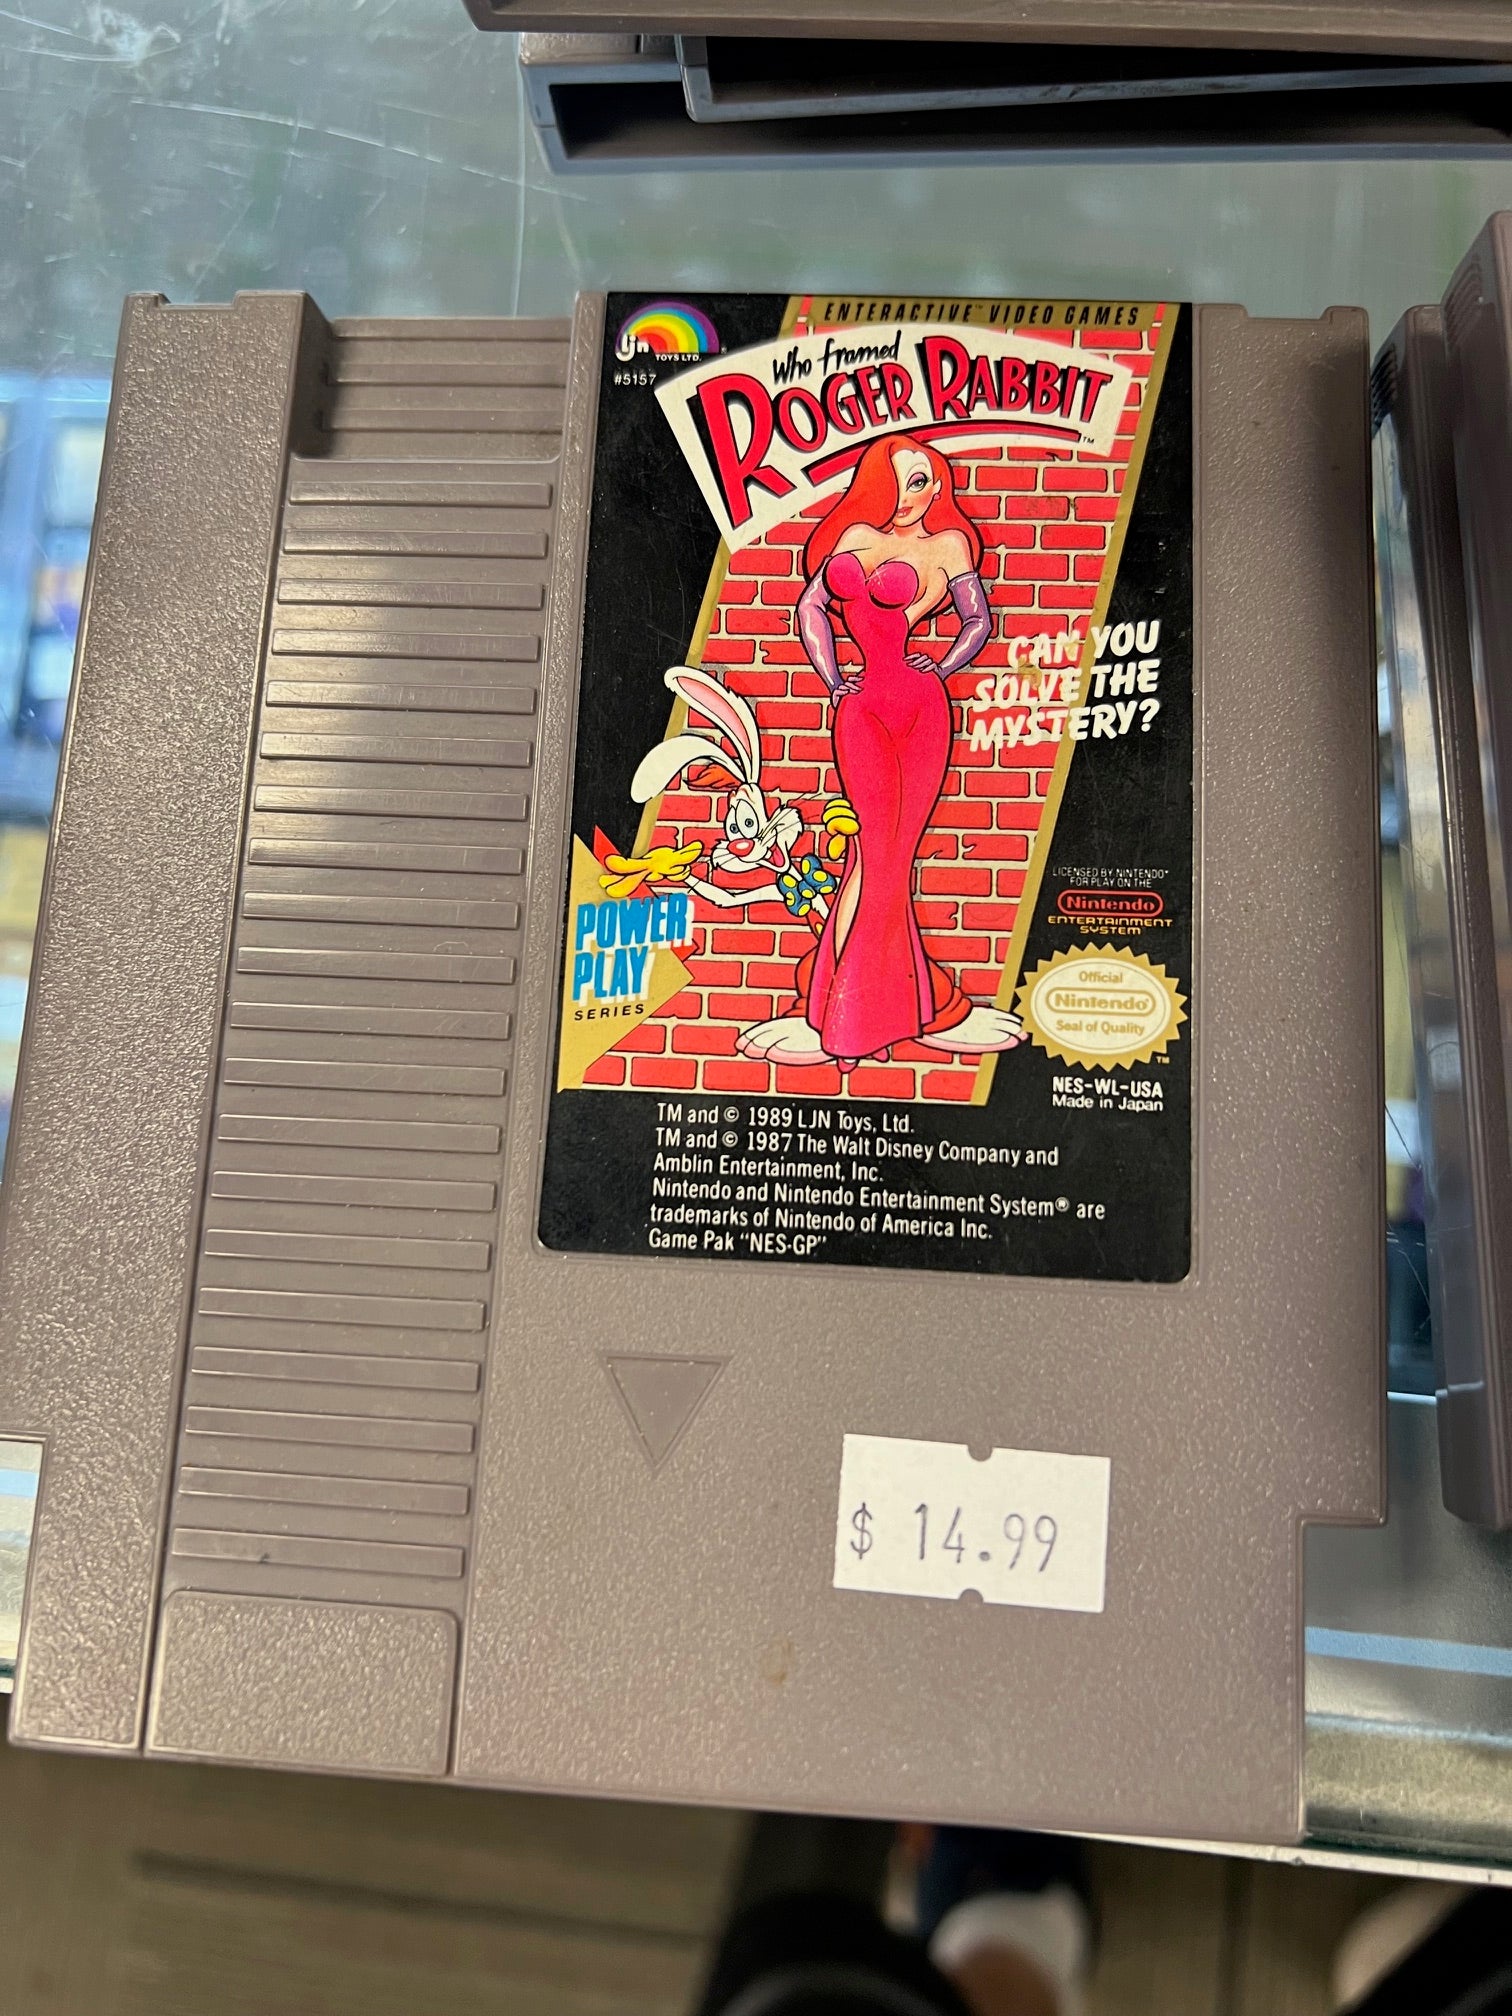 ENTERACTIVE™ VIDEO GAMES
LJN
TOYS LTD.
#5157
Who framed
ROGER RABBIT™
CAN YOU
SOLVE THE
MYSTERY?
POWER
PLAY
SERIES
LICENSED BY NINTENDO®
FOR PLAY ON THE
Nintendo
ENTERTAINMENT
SYSTEM
Official
Nintendo®
Seal of Quality
TM
NES-WL-USA
Made in Japan
TM and © 1989 LJN Toys, Ltd.
TM and © 1987 The Walt Disney Company and
Amblin Entertainment, Inc.
Nintendo and Nintendo Entertainment System® are
trademarks of Nintendo of America Inc.
Game Pak "NES-GP"
$ 14.99